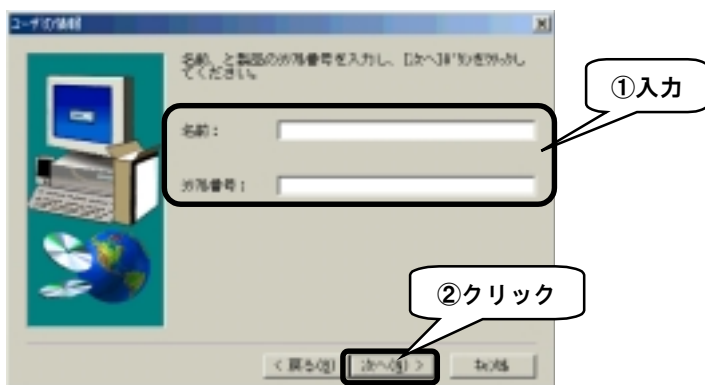 ユーザの情報
名前、と製品のｼﾘｱﾙ番号を入力し、[次へ]ﾎﾞﾀﾝをｸﾘｯｸし
てください。
①入力
名前：
ｼﾘｱﾙ番号：
②クリック
< 戻る(B)
次へ(N) >
ｷｬﾝｾﾙ